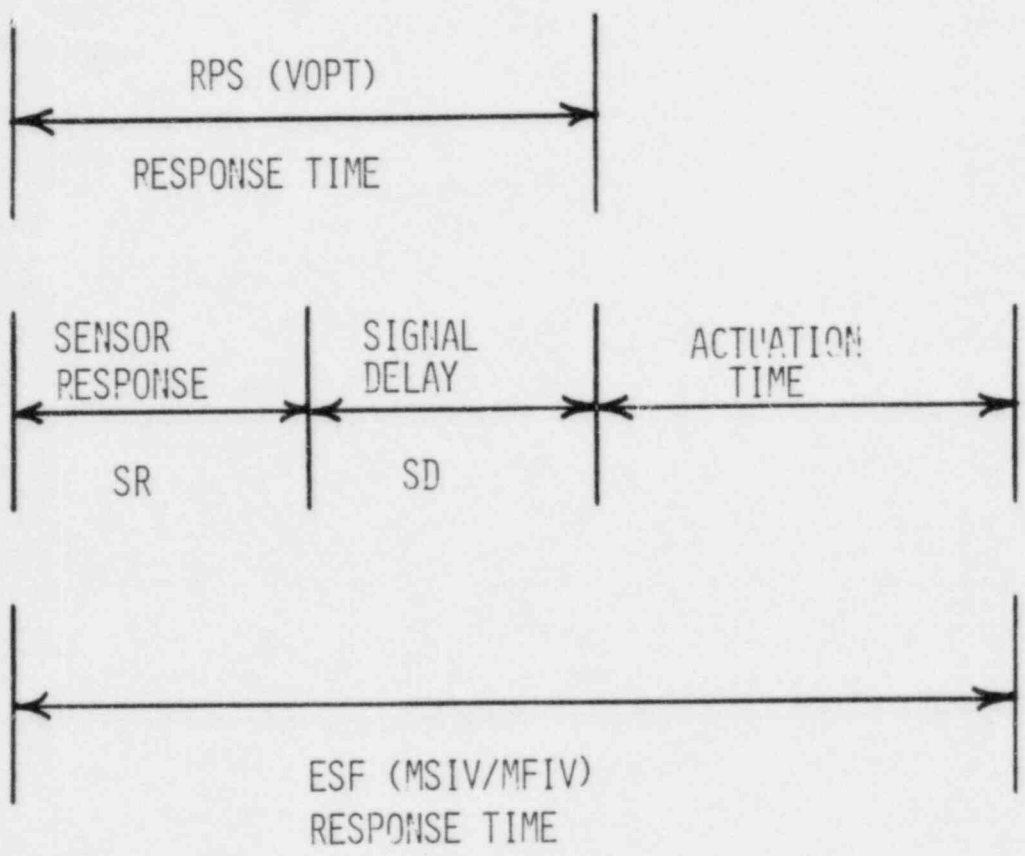 RPS (VOPT)
RESPONSE TIME
SENSOR
RESPONSE
SIGNAL
DELAY
ACTUATION
TIME
SR
SD
ESF (MSIV/MFIV)
RESPONSE TIME